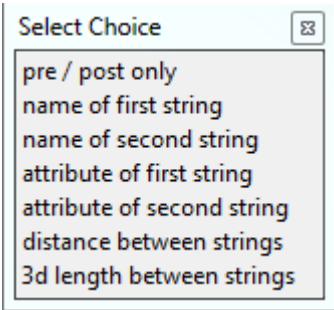 Select Choice
pre / post only
name of first string
name of second string
attribute of first string
attribute of second string
distance between strings
3d length between strings